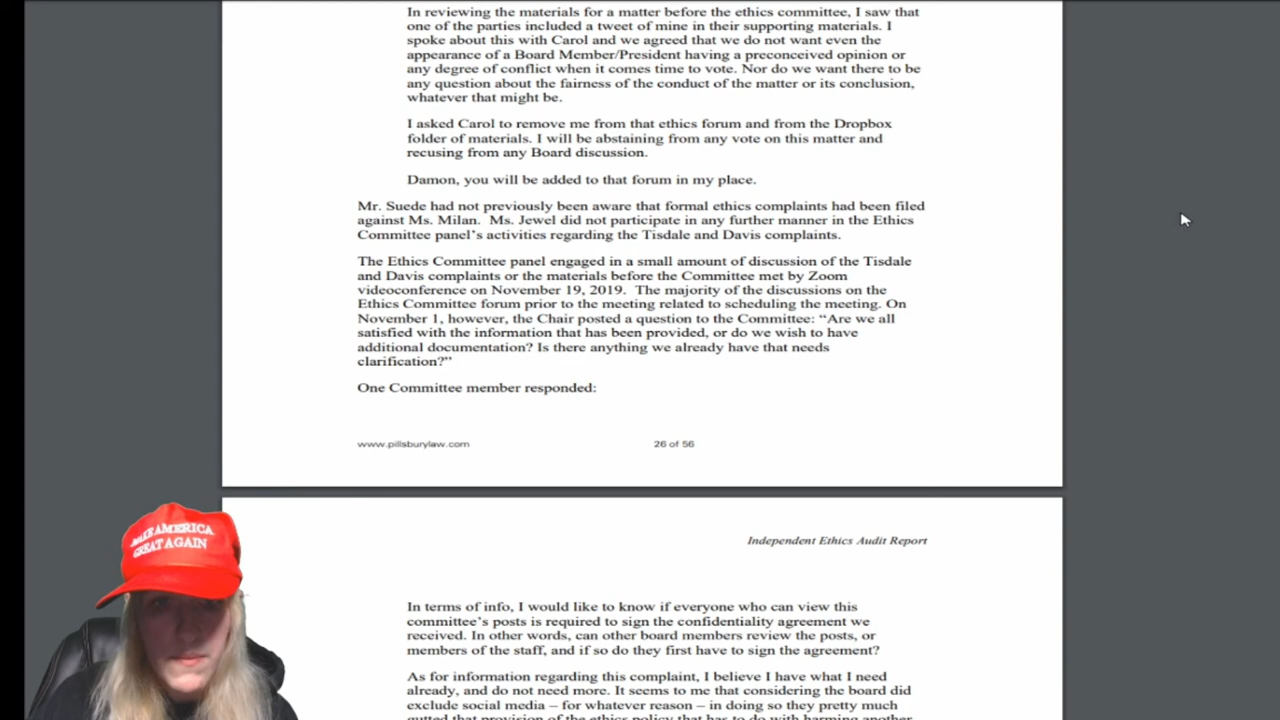 In reviewing the materials for a matter before the ethics committee, I saw that
one of the parties included a tweet of mine in their supporting materials. I
spoke about this with Carol and we agreed that we do not want even the
appearance of a Board Member/President having a preconceived opinion or
any degree of conflict when it comes time to vote. Nor do we want there to be
any question about the fairness of the conduct of the matter or its conclusion,
whatever that might be.
I asked Carol to remove me from that ethics forum and from the Dropbox
folder of materials. I will be abstaining from any vote on this matter and
recusing from any Board discussion.
Damon, you will be added to that forum in my place.
Mr. Suede had not previously been aware that formal ethics complaints had been filed
against Ms. Milan.  Ms. Jewel did not participate in any further manner in the Ethics
Committee panel's activities regarding the Tisdale and Davis complaints.
The Ethics Committee panel engaged in a small amount of discussion of the Tisdale
and Davis complaints or the materials before the Committee met by Zoom
videoconference on November 19, 2019.  The majority of the discussions on the
Ethics Committee forum prior to the meeting related to scheduling the meeting. On
November 1, however, the Chair posted a question to the Committee: “Are we all
satisfied with the information that has been provided, or do we wish to have
additional documentation? Is there anything we already have that needs
clarification?”
One Committee member responded:
www.pillsburylaw.com 26 of 56
Independent Ethics Audit Report
MAKE AMERICA
GREAT AGAIN
In terms of info, I would like to know if everyone who can view this
committee's posts is required to sign the confidentiality agreement we
received. In other words, can other board members review the posts, or
members of the staff, and if so do they first have to sign the agreement?
As for information regarding this complaint, I believe I have what I need
already, and do not need more. It seems to me that considering the board did
exclude social media – for whatever reason – in doing so they pretty much
gutted that provision of the ethics policy that has to do with harming another